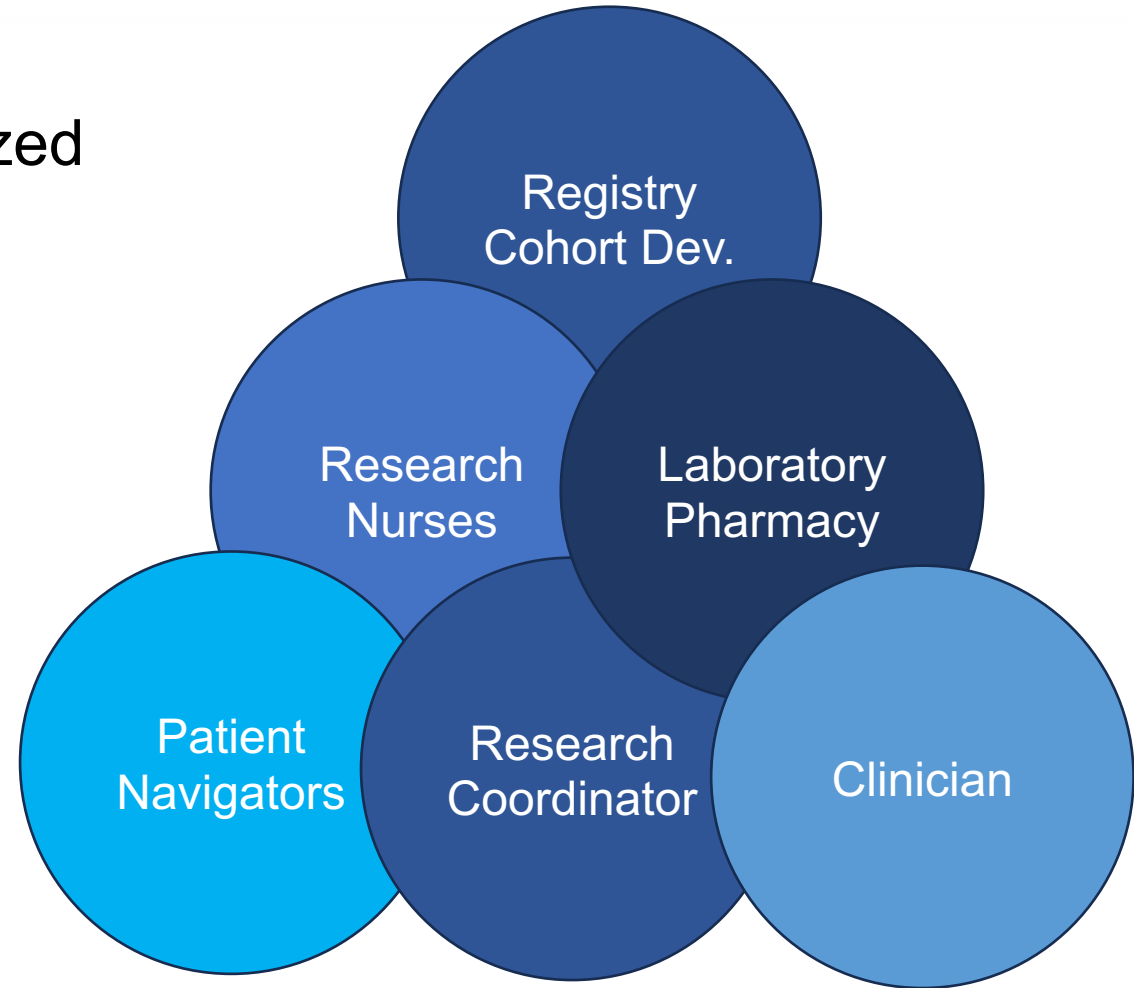 zed
Registry
Cohort Dev.
Research
Nurses
Laboratory
Pharmacy
Patient
Navigators
Research
Coordinator
Clinician